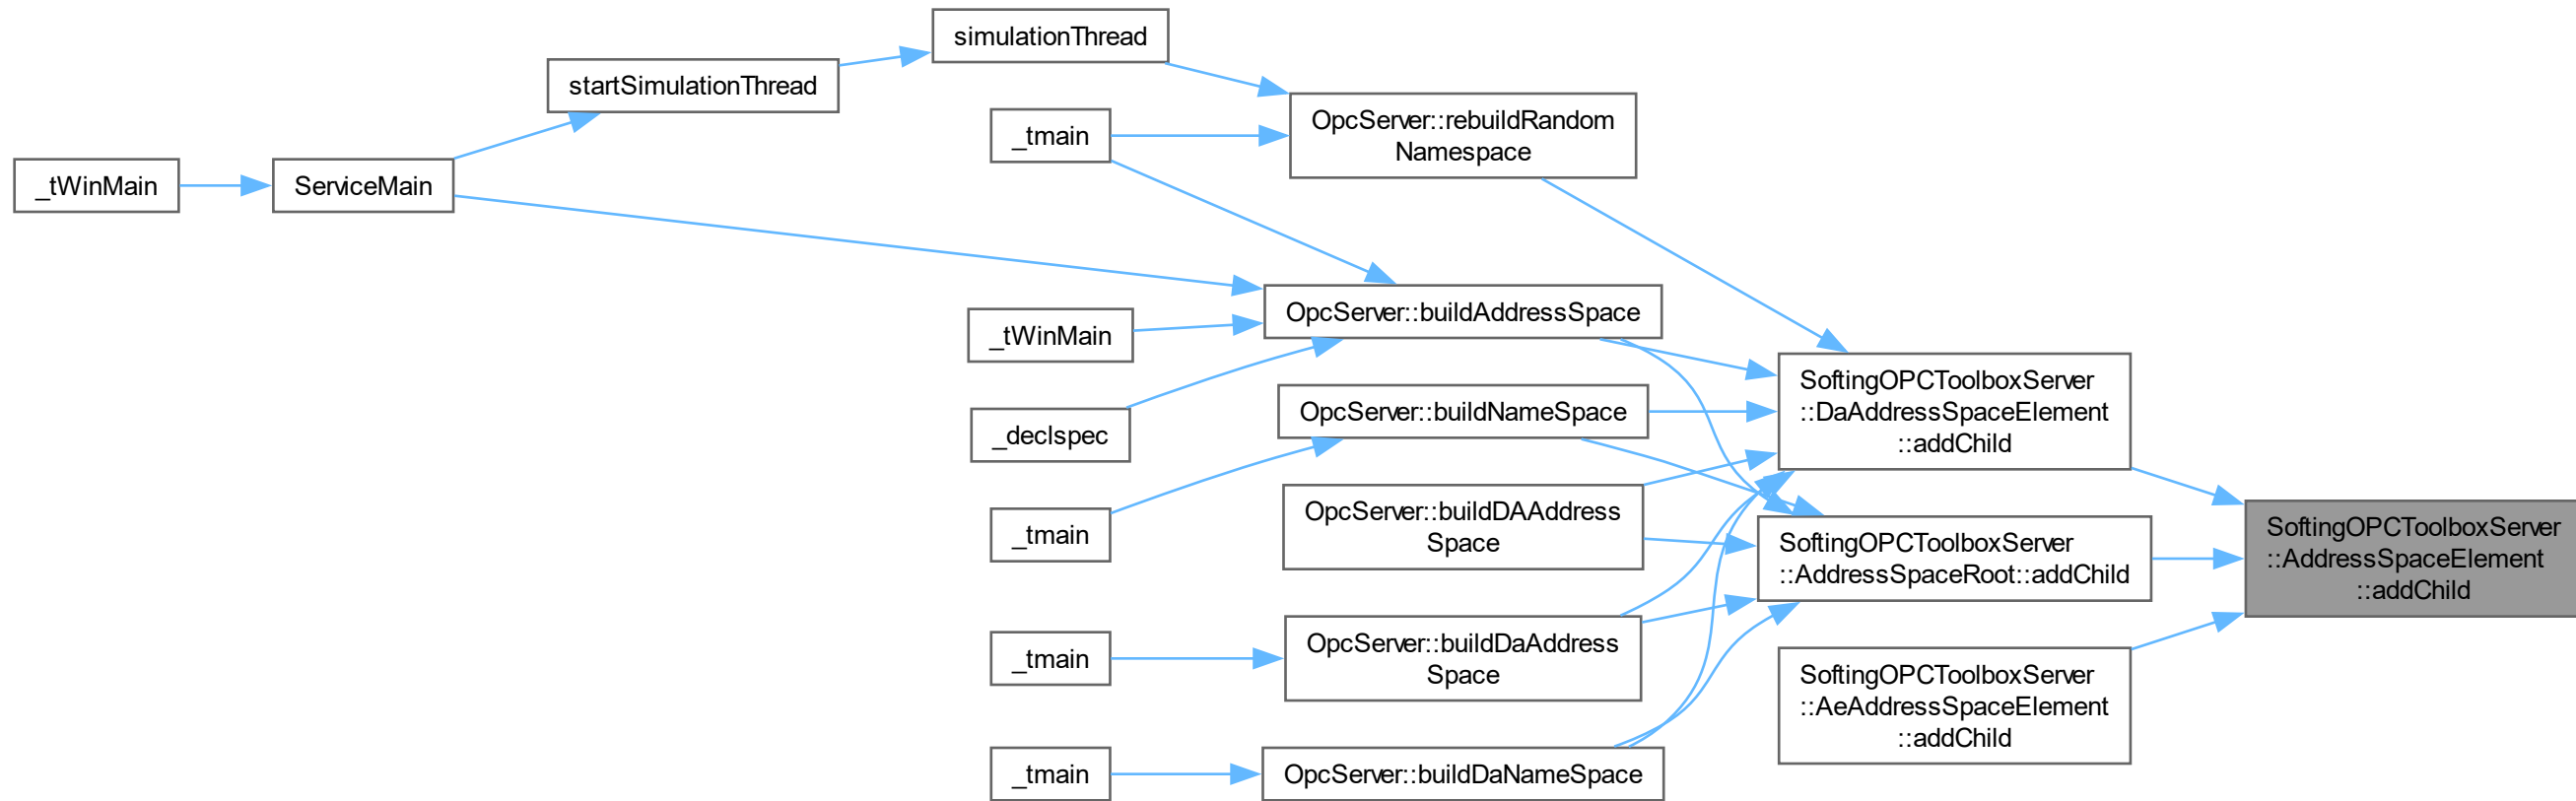 simulationThread
startSimulationThread
_tmain
OpcServer::rebuildRandom
Namespace
_tWinMain
ServiceMain
OpcServer::buildAddressSpace
_tWinMain
_declspec
OpcServer::buildNameSpace
SoftingOPCToolboxServer
::DaAddressSpaceElement
::addChild
_tmain
OpcServer::buildDAAddress
Space
SoftingOPCToolboxServer
::AddressSpaceRoot::addChild
SoftingOPCToolboxServer
::AddressSpaceElement
::addChild
_tmain
OpcServer::buildDaAddress
Space
SoftingOPCToolboxServer
::AeAddressSpaceElement
::addChild
_tmain
OpcServer::buildDaNameSpace